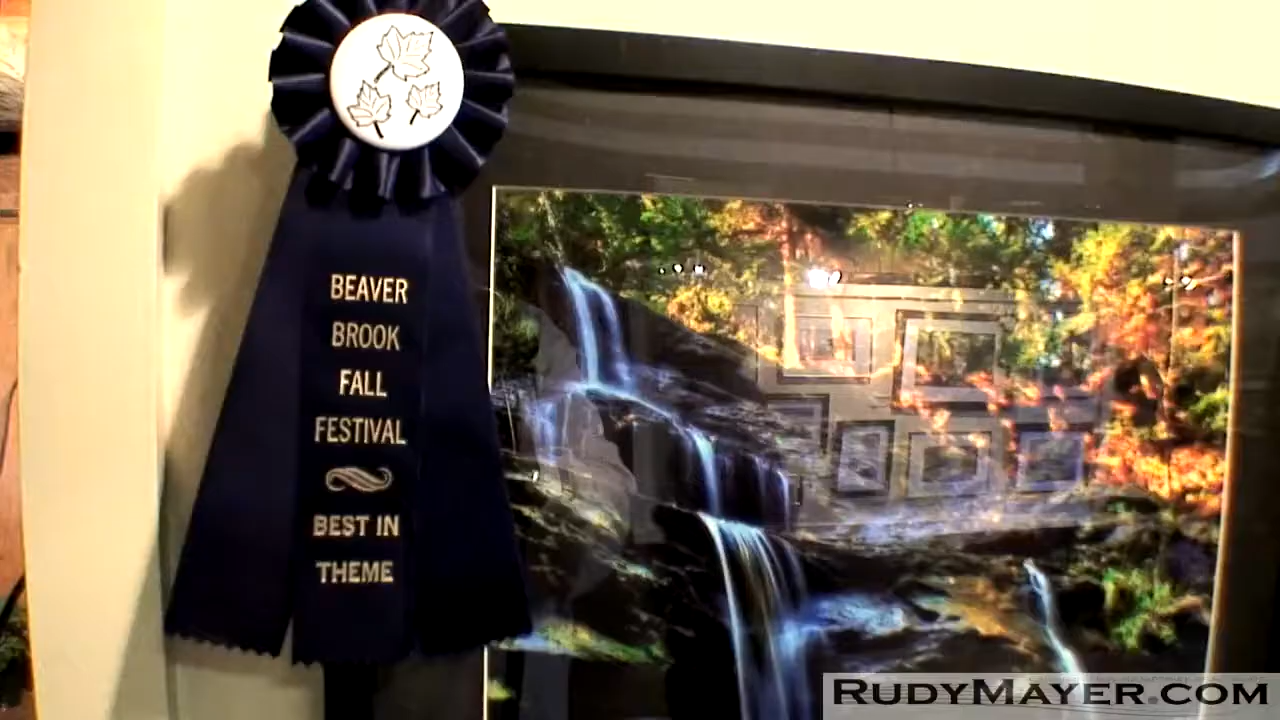 BEAVER
BROOK
FALL
FESTIVAL
BEST IN
THEME
RUDYMAYER.COM